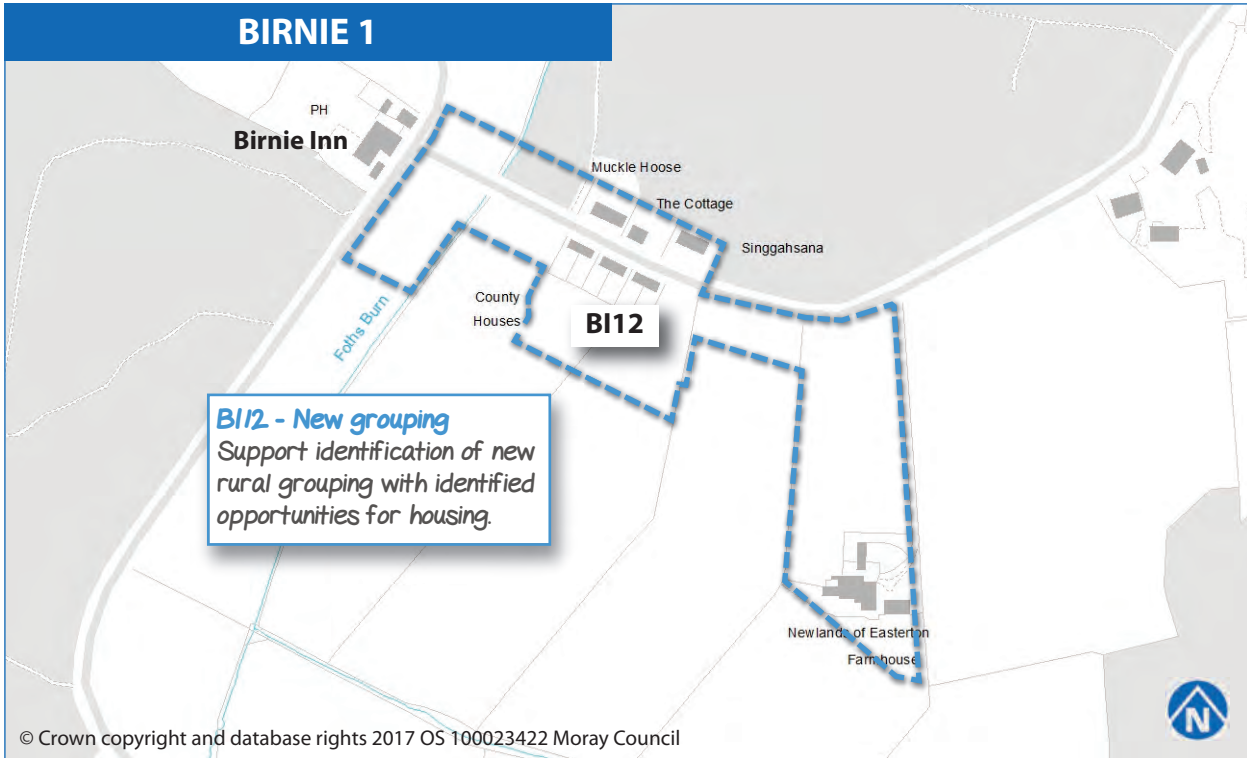 BIRNIE 1
PH
Birnie Inn
Muckle Hoose
The Cottage
Singgahsana
County
Houses
BI12
Foths Burn
BI12 - New grouping
Support identification of new
rural grouping with identified
opportunities for housing.
Newlands of Easterton
Farmhouse
N
© Crown copyright and database rights 2017 OS 100023422 Moray Council